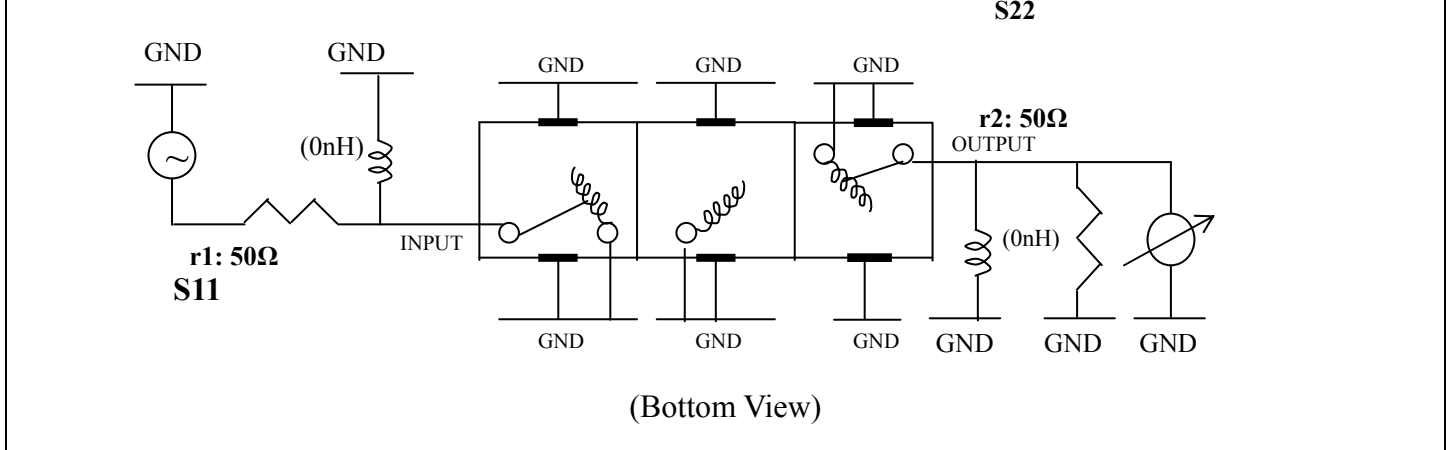 S22
GND
GND
GND
GND
GND
r2: 50Ω
(0nH)
OUTPUT
INPUT
(0nH)
r1: 50Ω
S11
GND
GND
GND
GND
GND
GND
(Bottom View)